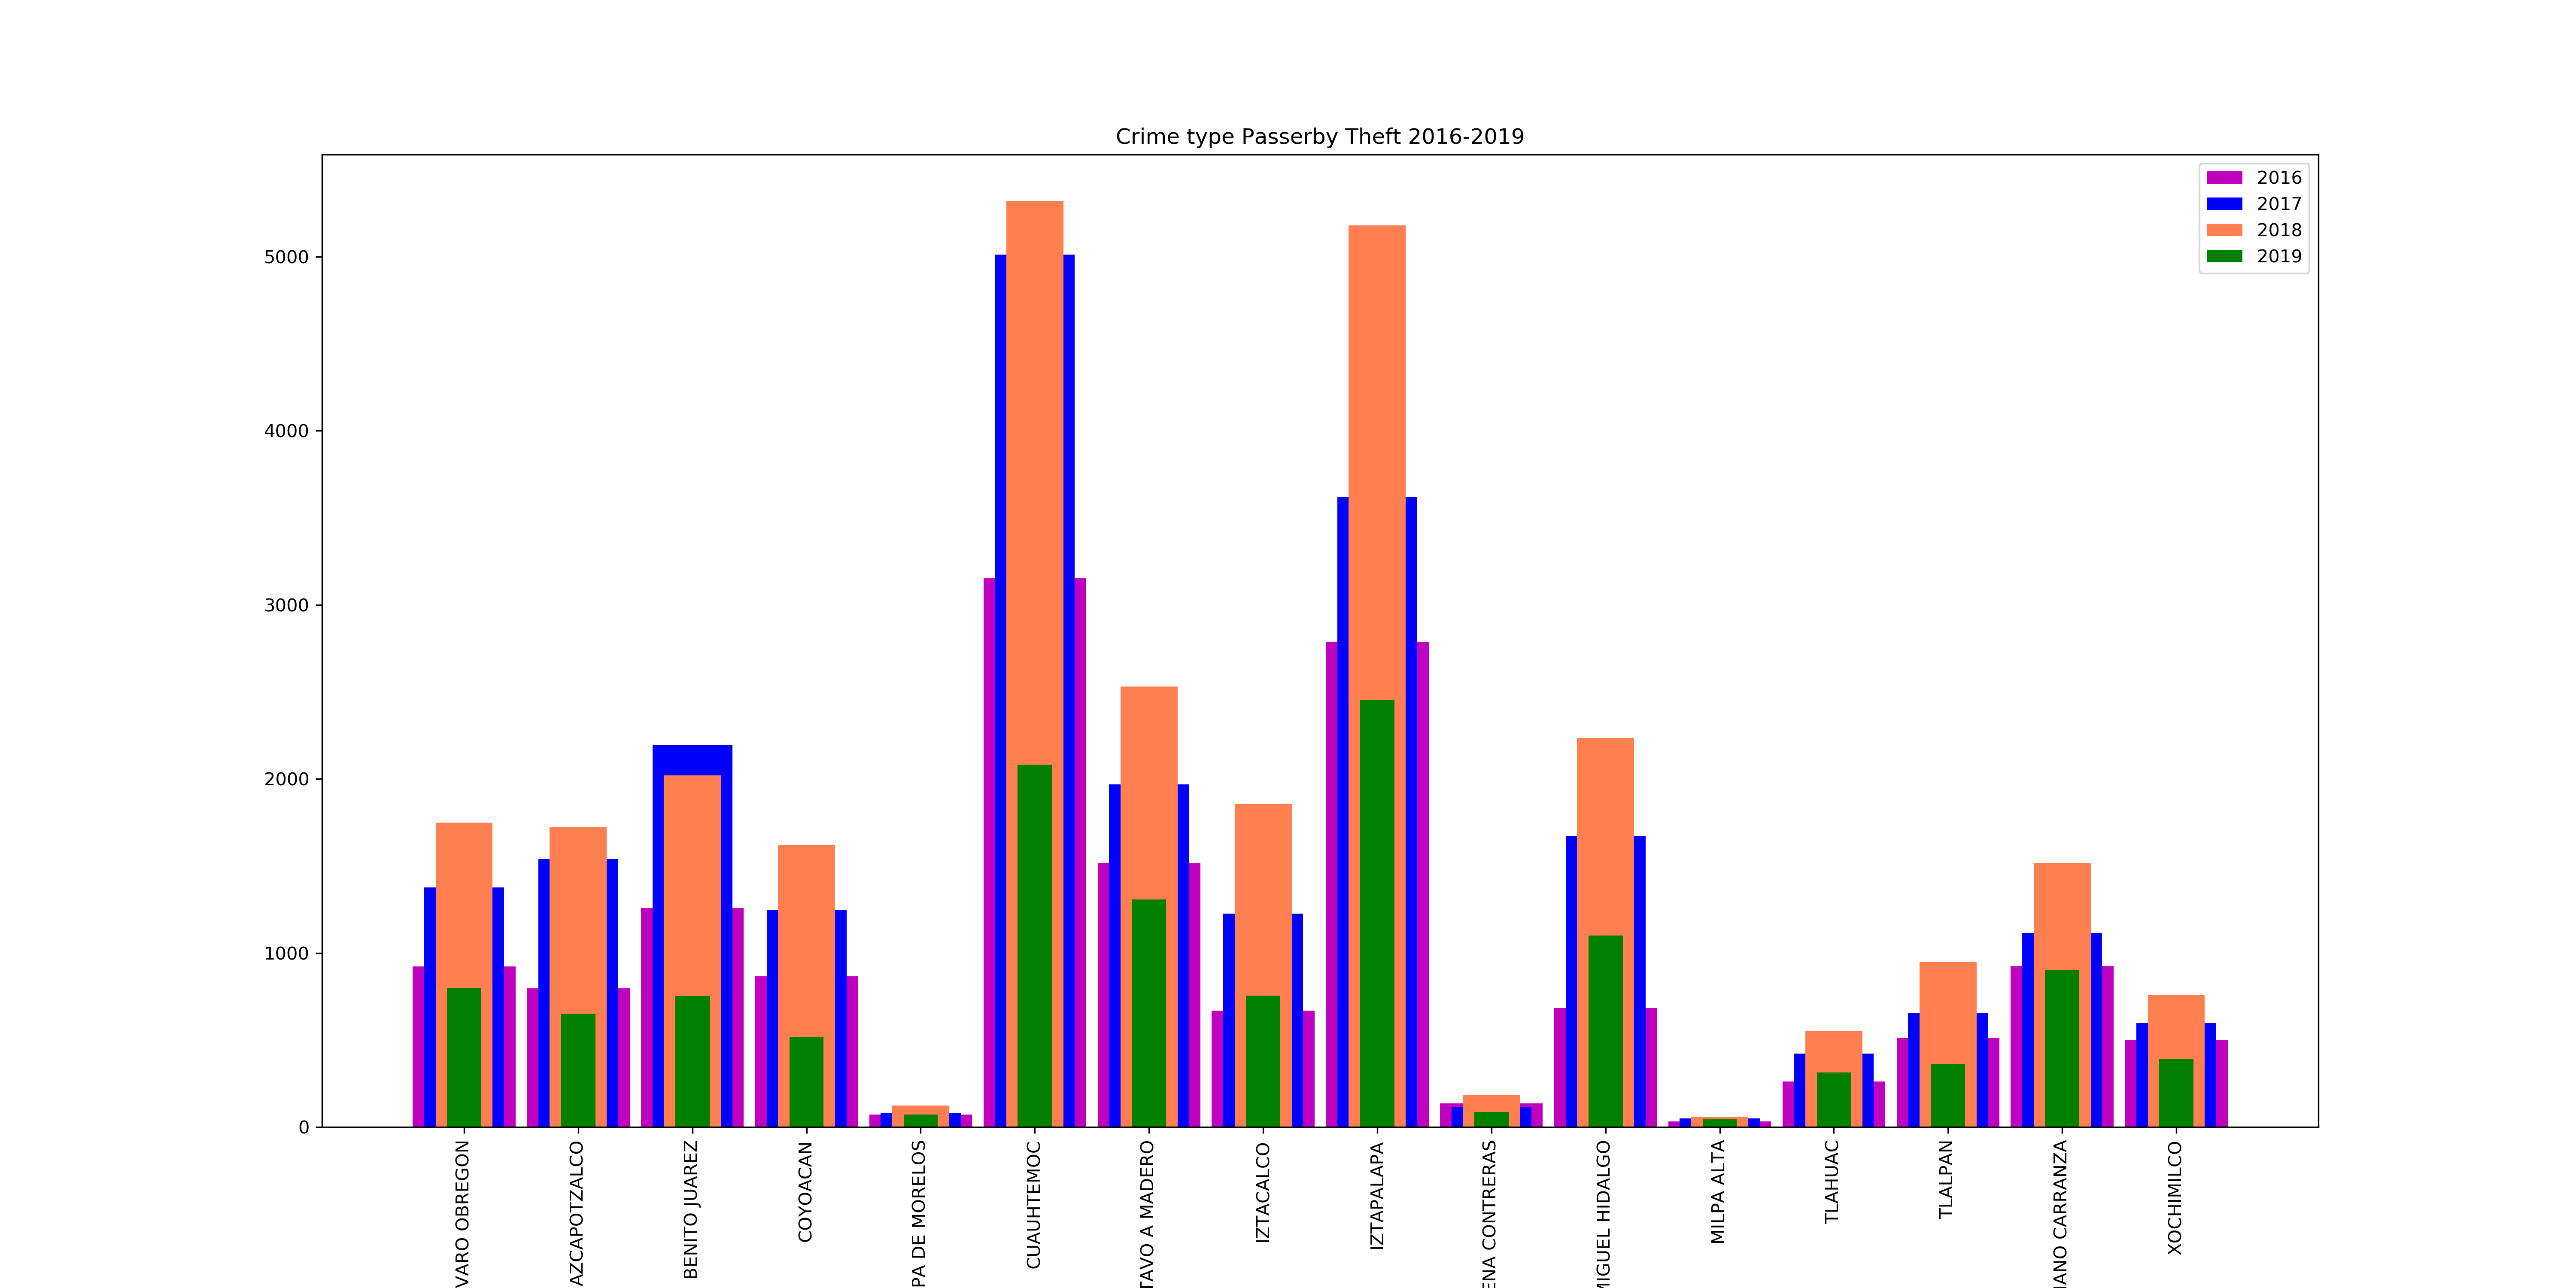 Crime type Passerby Theft 2016-2019
2016
2017
2018
2019
5000
4000
3000
2000
1000
0
VARO OBREGON
AZCAPOTZALCO
BENITO JUAREZ
COYOACAN
PA DE MORELOS
CUAUHTEMOC
TAVO A MADERO
IZTACALCO
IZTAPALAPA
ENA CONTRERAS
MIGUEL HIDALGO
MILPA ALTA
TLAHUAC
TLALPAN
IANO CARRANZA
XOCHIMILCO